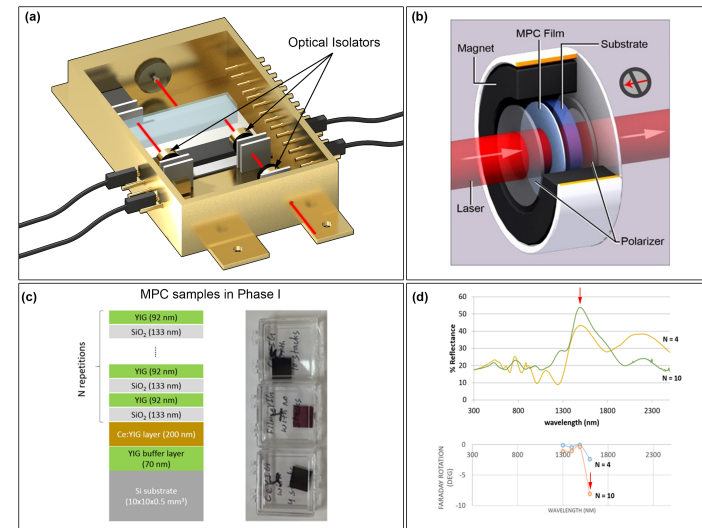 (a)
Optical Isolators
(b)
MPC Film
Substrate
Magnet
Laser
Polarizer
(c)
MPC samples in Phase I
N repetitions
YIG (92 nm)
SiO₂ (133 nm)
YIG (92 nm)
SiO₂ (133 nm)
YIG (92 nm)
SiO₂ (133 nm)
Ce:YIG layer (200 nm)
YIG buffer layer
(70 nm)
Si substrate
(10x10x0.5 mm³)
with no
(d)
% Reflectance
60
50
40
30
20
10
0
N = 4
N = 10
300
800
1300
1800
2300
wavelength (nm)
FARADAY ROTATION
(DEG)
0
-5
-10
300
800
1300
1800
2300
N = 4
N = 10
WAVELENGTH (NM)